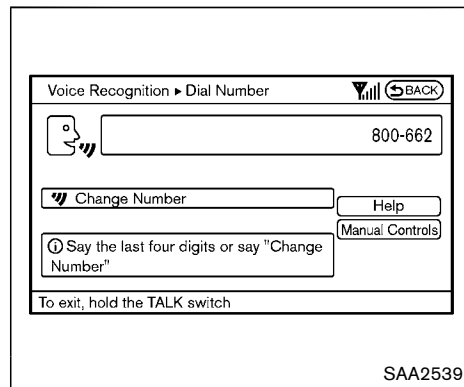 Voice Recognition ▸ Dial Number
BACK
800-662
Change Number
Help
Manual Controls
ⓘ Say the last four digits or say "Change
Number"
To exit, hold the TALK switch
SAA2539